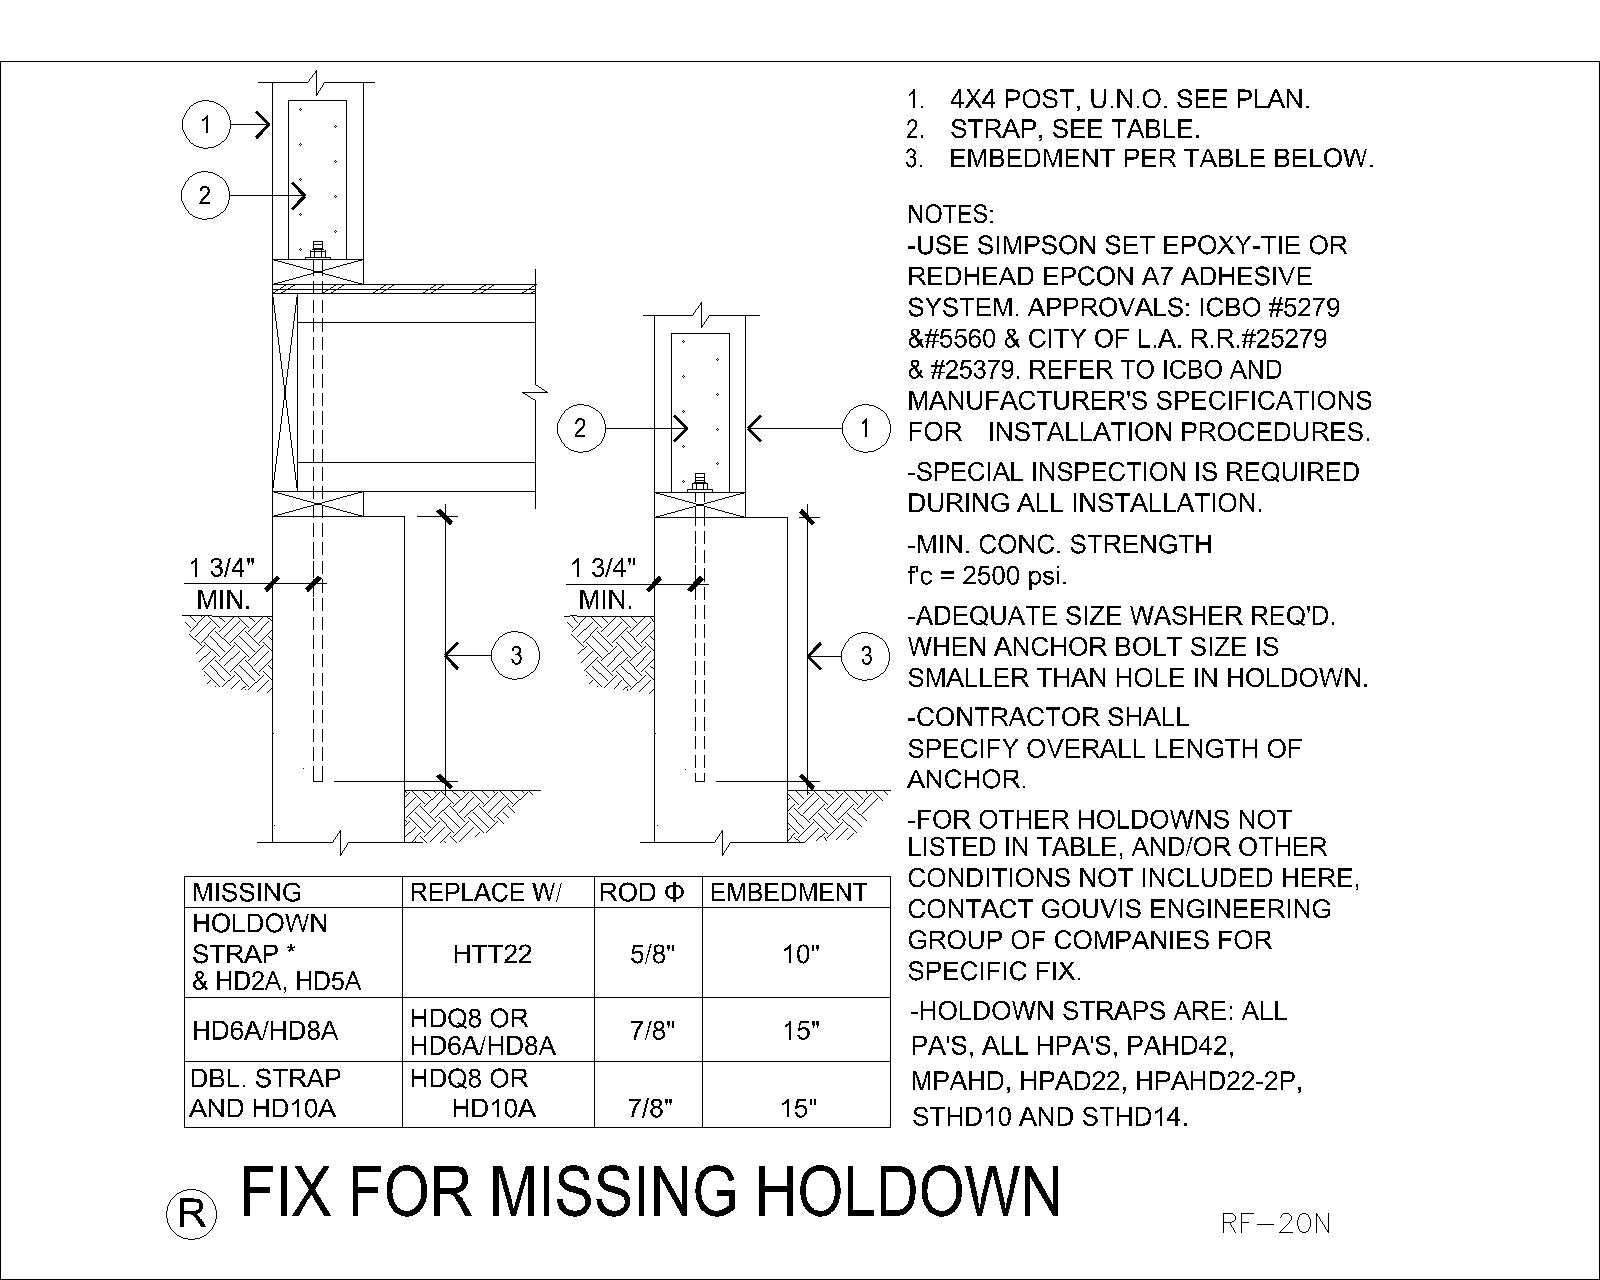 1
2
2
1
1 3/4"
MIN.
1 3/4"
MIN.
3
3
1. 4X4 POST, U.N.O. SEE PLAN.
2. STRAP, SEE TABLE.
3. EMBEDMENT PER TABLE BELOW.
NOTES:
-USE SIMPSON SET EPOXY-TIE OR
REDHEAD EPCON A7 ADHESIVE
SYSTEM. APPROVALS: ICBO #5279
&#5560 & CITY OF L.A. R.R.#25279
& #25379. REFER TO ICBO AND
MANUFACTURER'S SPECIFICATIONS
FOR INSTALLATION PROCEDURES.
-SPECIAL INSPECTION IS REQUIRED
DURING ALL INSTALLATION.
-MIN. CONC. STRENGTH
f'c = 2500 psi.
-ADEQUATE SIZE WASHER REQ'D.
WHEN ANCHOR BOLT SIZE IS
SMALLER THAN HOLE IN HOLDOWN.
-CONTRACTOR SHALL
SPECIFY OVERALL LENGTH OF
ANCHOR.
-FOR OTHER HOLDOWNS NOT
LISTED IN TABLE, AND/OR OTHER
CONDITIONS NOT INCLUDED HERE,
CONTACT GOUVIS ENGINEERING
GROUP OF COMPANIES FOR
SPECIFIC FIX.
-HOLDOWN STRAPS ARE: ALL
PA'S, ALL HPA'S, PAHD42,
MPAHD, HPAD22, HPAHD22-2P,
STHD10 AND STHD14.
MISSING REPLACE W/ ROD Φ EMBEDMENT
HOLDOWN
STRAP * HTT22 5/8" 10"
& HD2A, HD5A
HD6A/HD8A HDQ8 OR 7/8" 15"
HD6A/HD8A
DBL. STRAP HDQ8 OR
AND HD10A HD10A 7/8" 15"
R FIX FOR MISSING HOLDOWN
RF-20N